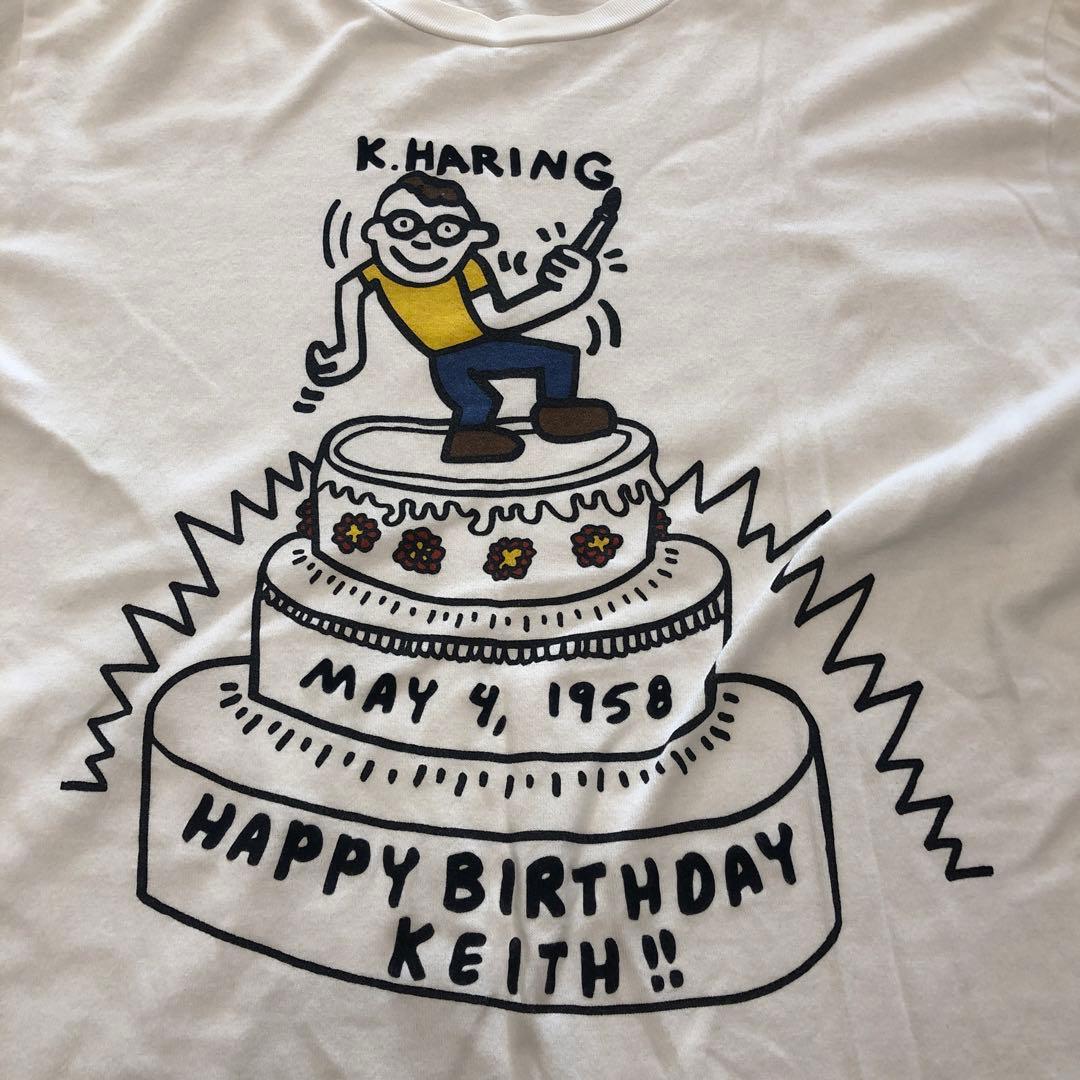 K. HARING
MAY 4, 1958
HAPPY BIRTHDAY
KEITH!!